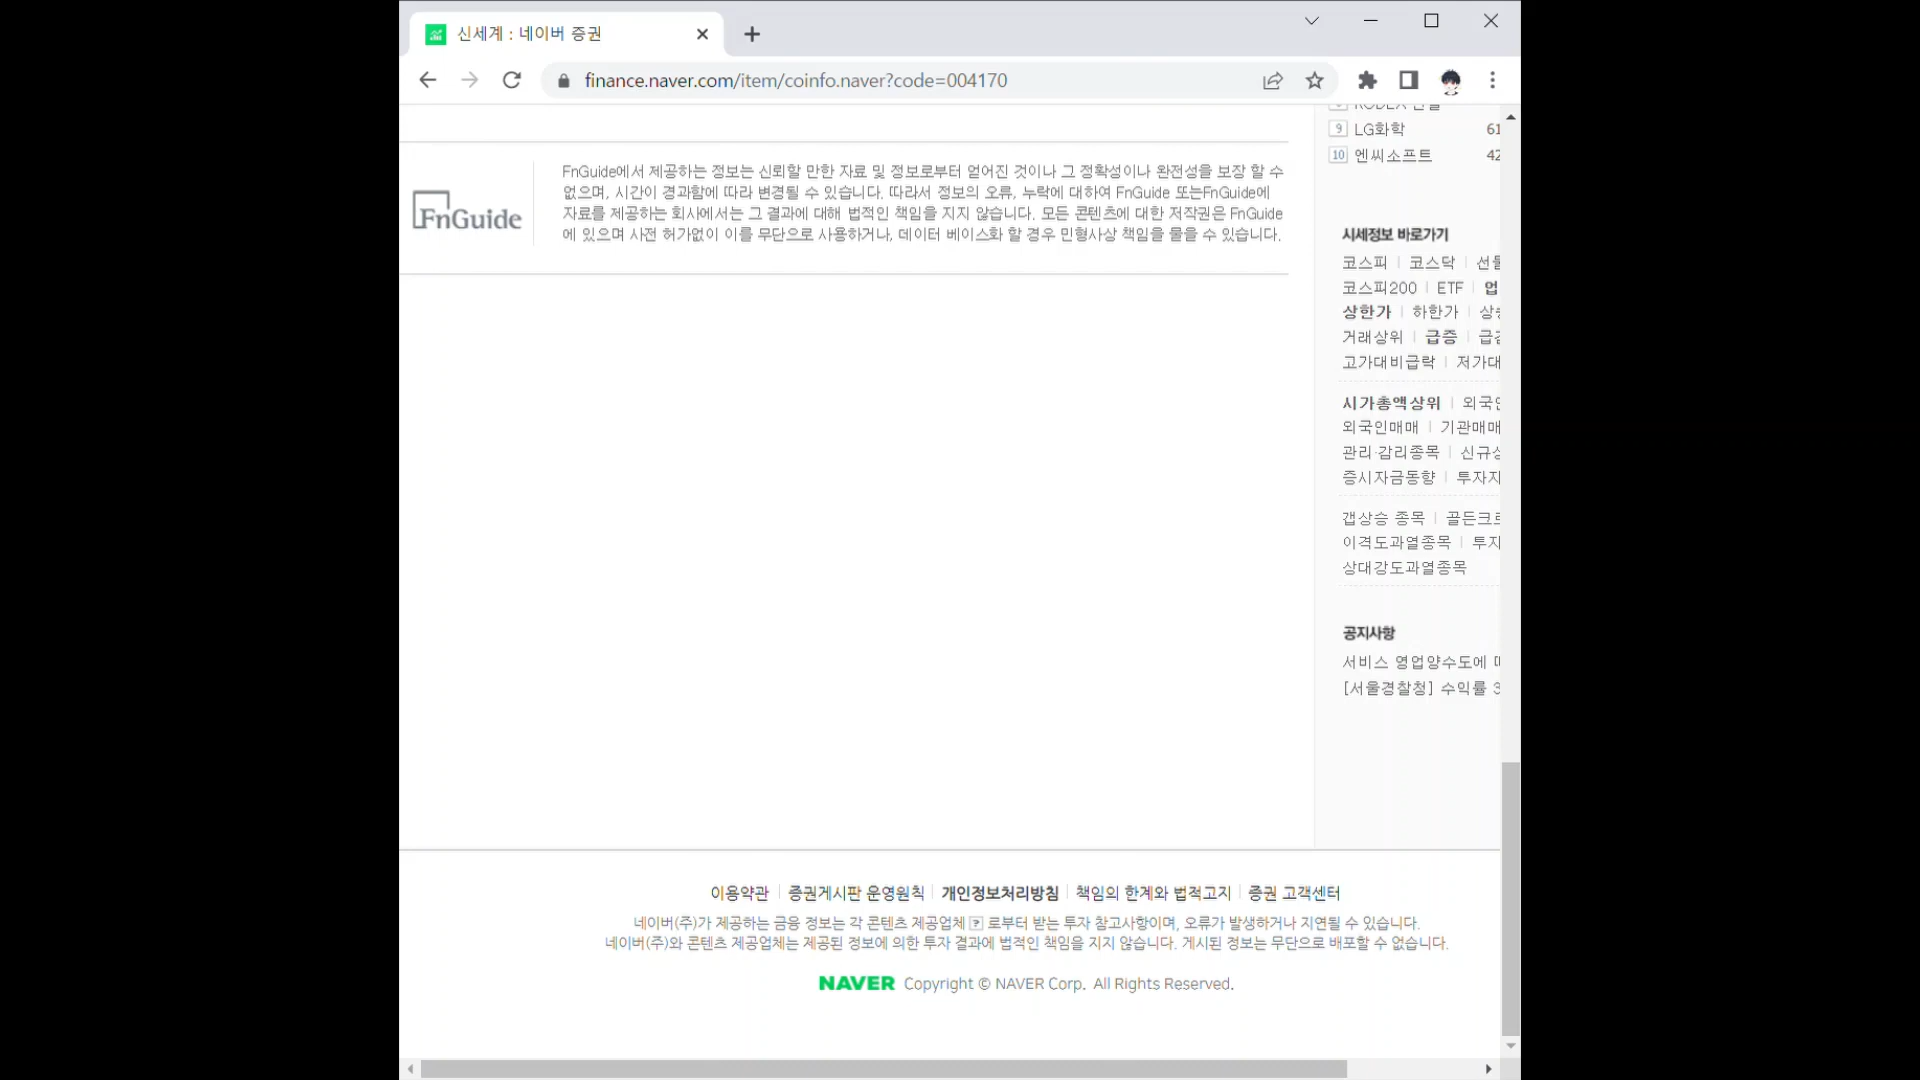 신세계 : 네이버 증권
finance.naver.com/item/coinfo.naver?code=004170
9 LG화학 61
10 엔씨소프트 42
FnGuide
FnGuide에서 제공하는 정보는 신뢰할 만한 자료 및 정보로부터 얻어진 것이나 그 정확성이나 완전성을 보장 할 수
없으며, 시간이 경과함에 따라 변경될 수 있습니다. 따라서 정보의 오류, 누락에 대하여 FnGuide 또는FnGuide에
자료를 제공하는 회사에서는 그 결과에 대해 법적인 책임을 지지 않습니다. 모든 콘텐츠에 대한 저작권은 FnGuide
에 있으며 사전 허가없이 이를 무단으로 사용하거나, 데이터 베이스화 할 경우 민형사상 책임을 물을 수 있습니다.
시세정보 바로가기
코스피 | 코스닥 |
코스피200 | ETF | 업
상한가 | 하한가 |
거래상위 | 급증 |
고가대비급락 | 저가대
시가총액상위 |
외국인매매 | 기관매매
관리·감리종목 |
증시자금동향 |
갭상승 종목 |
이격도과열종목 | 투자
상대강도과열종목
공지사항
서비스 영업양수도에
[서울경찰청] 수익률
이용약관 | 증권게시판 운영원칙 | 개인정보처리방침 | 책임의 한계와 법적고지 | 증권 고객센터
네이버(주)가 제공하는 금융 정보는 각 콘텐츠 제공업체 ? 로부터 받는 투자 참고사항이며, 오류가 발생하거나 지연될 수 있습니다.
네이버(주)와 콘텐츠 제공업체는 제공된 정보에 의한 투자 결과에 법적인 책임을 지지 않습니다. 게시된 정보는 무단으로 배포할 수 없습니다.
NAVER Copyright © NAVER Corp. All Rights Reserved.